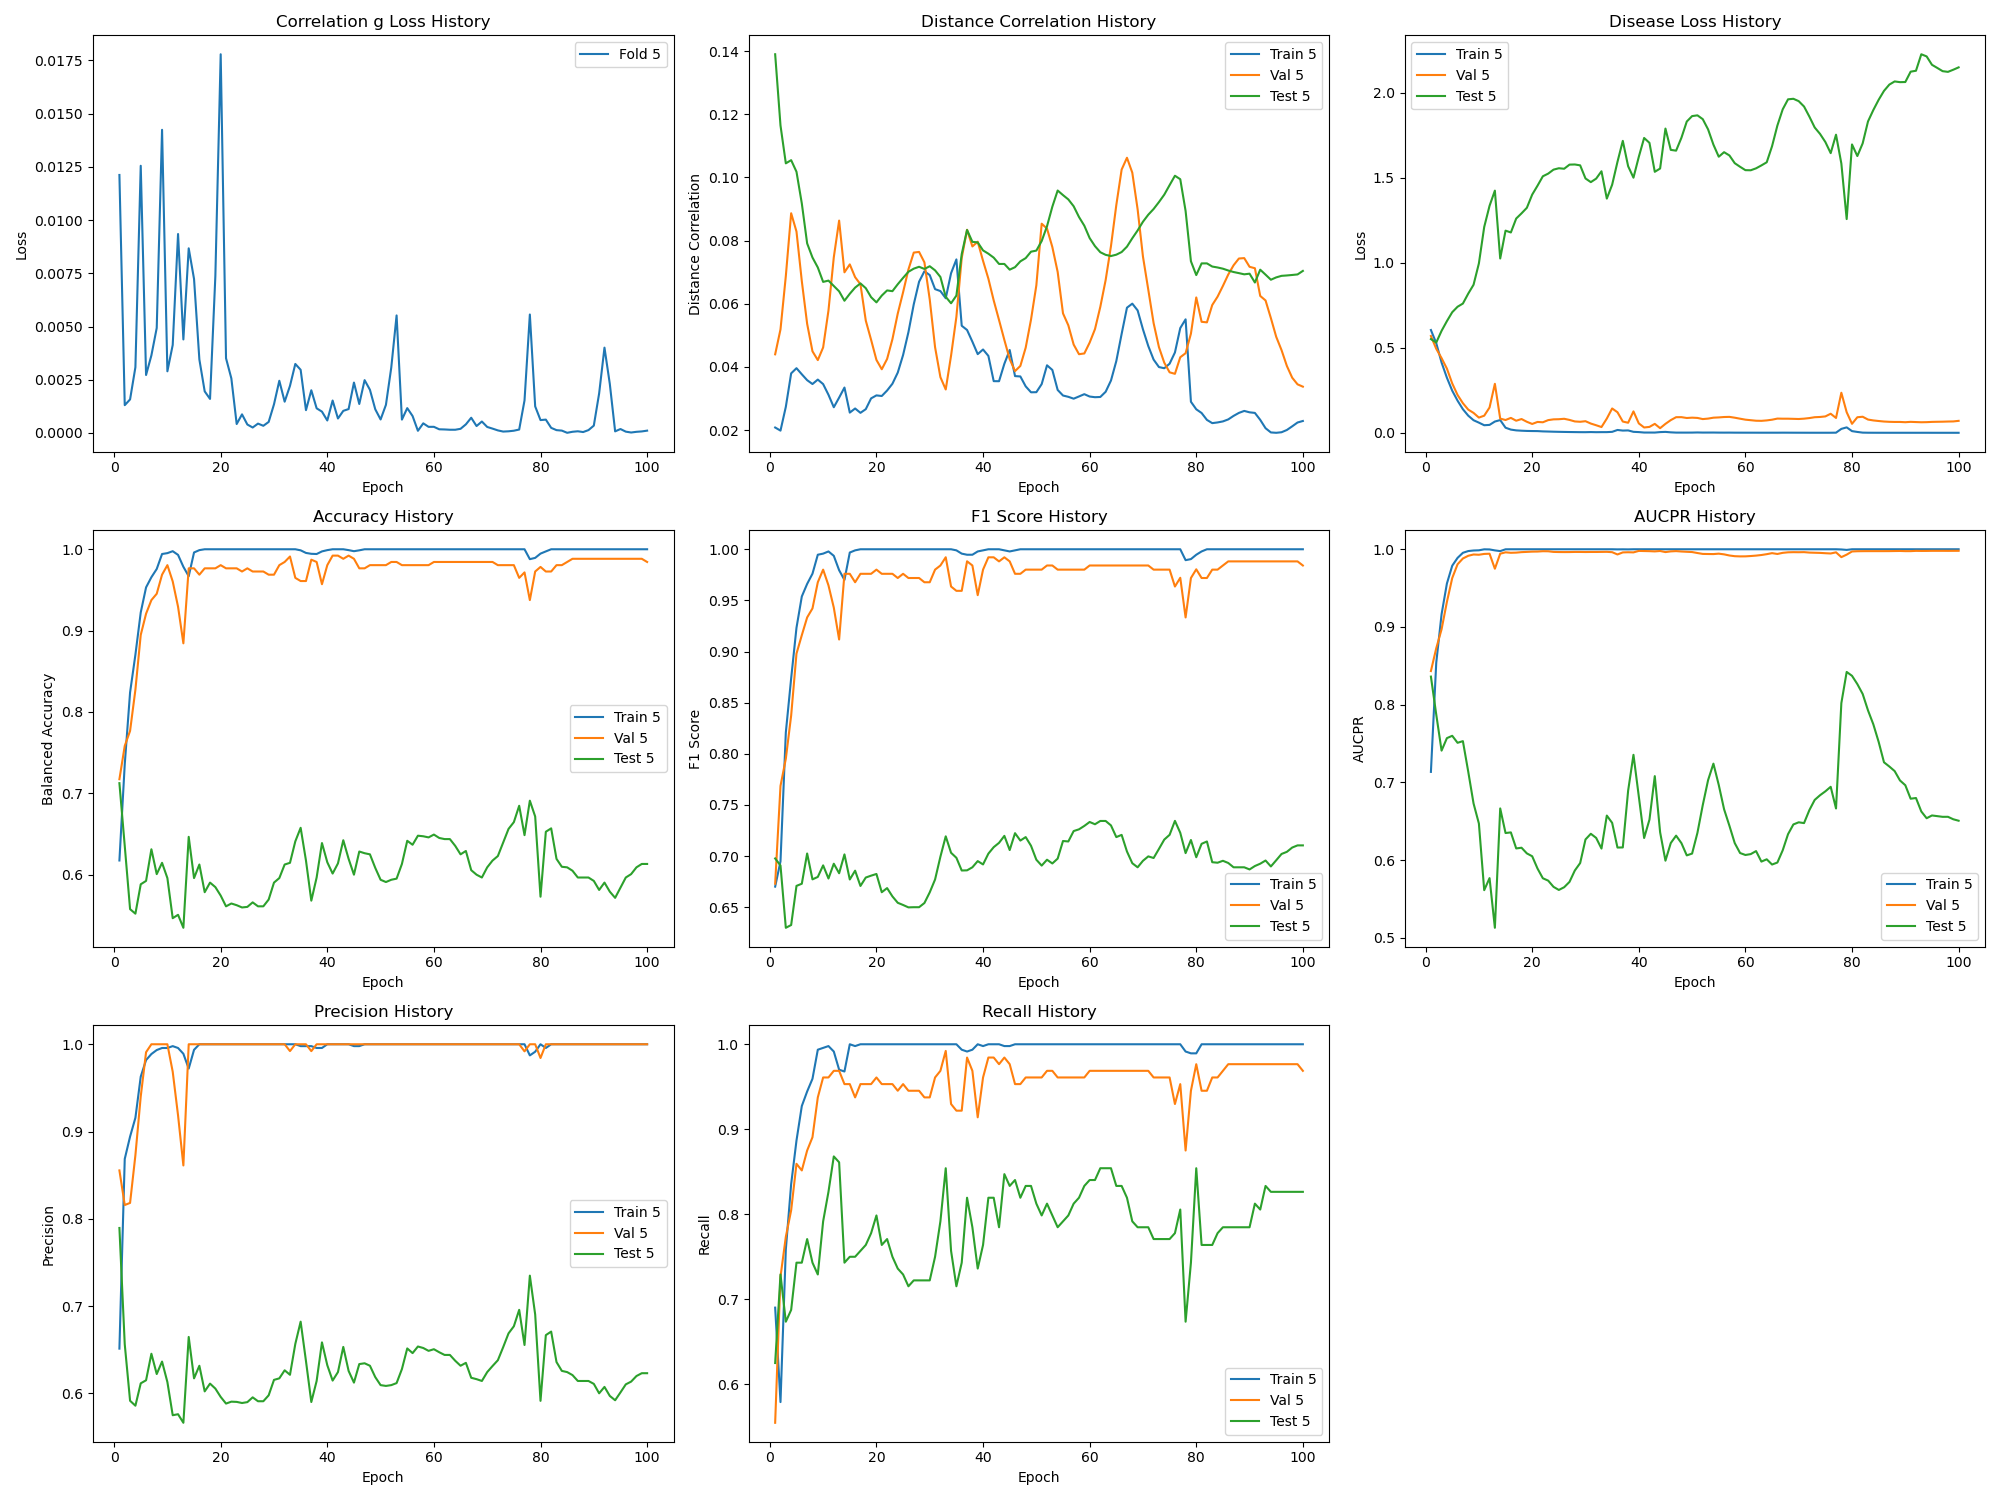 Correlation g Loss History
Loss
0.0175
0.0150
0.0125
0.0100
0.0075
0.0050
0.0025
0.0000
Fold 5
0 20 40 60 80 100
Epoch
Distance Correlation History
Distance Correlation
0.14
0.12
0.10
0.08
0.06
0.04
0.02
Train 5
Val 5
Test 5
0 20 40 60 80 100
Epoch
Disease Loss History
Loss
2.0
1.5
1.0
0.5
0.0
Train 5
Val 5
Test 5
0 20 40 60 80 100
Epoch
Accuracy History
Balanced Accuracy
1.0
0.9
0.8
0.7
0.6
Train 5
Val 5
Test 5
0 20 40 60 80 100
Epoch
F1 Score History
F1 Score
1.00
0.95
0.90
0.85
0.80
0.75
0.70
0.65
Train 5
Val 5
Test 5
0 20 40 60 80 100
Epoch
AUCPR History
AUCPR
1.0
0.9
0.8
0.7
0.6
0.5
Train 5
Val 5
Test 5
0 20 40 60 80 100
Epoch
Precision History
Precision
1.0
0.9
0.8
0.7
0.6
Train 5
Val 5
Test 5
0 20 40 60 80 100
Epoch
Recall History
Recall
1.0
0.9
0.8
0.7
0.6
Train 5
Val 5
Test 5
0 20 40 60 80 100
Epoch